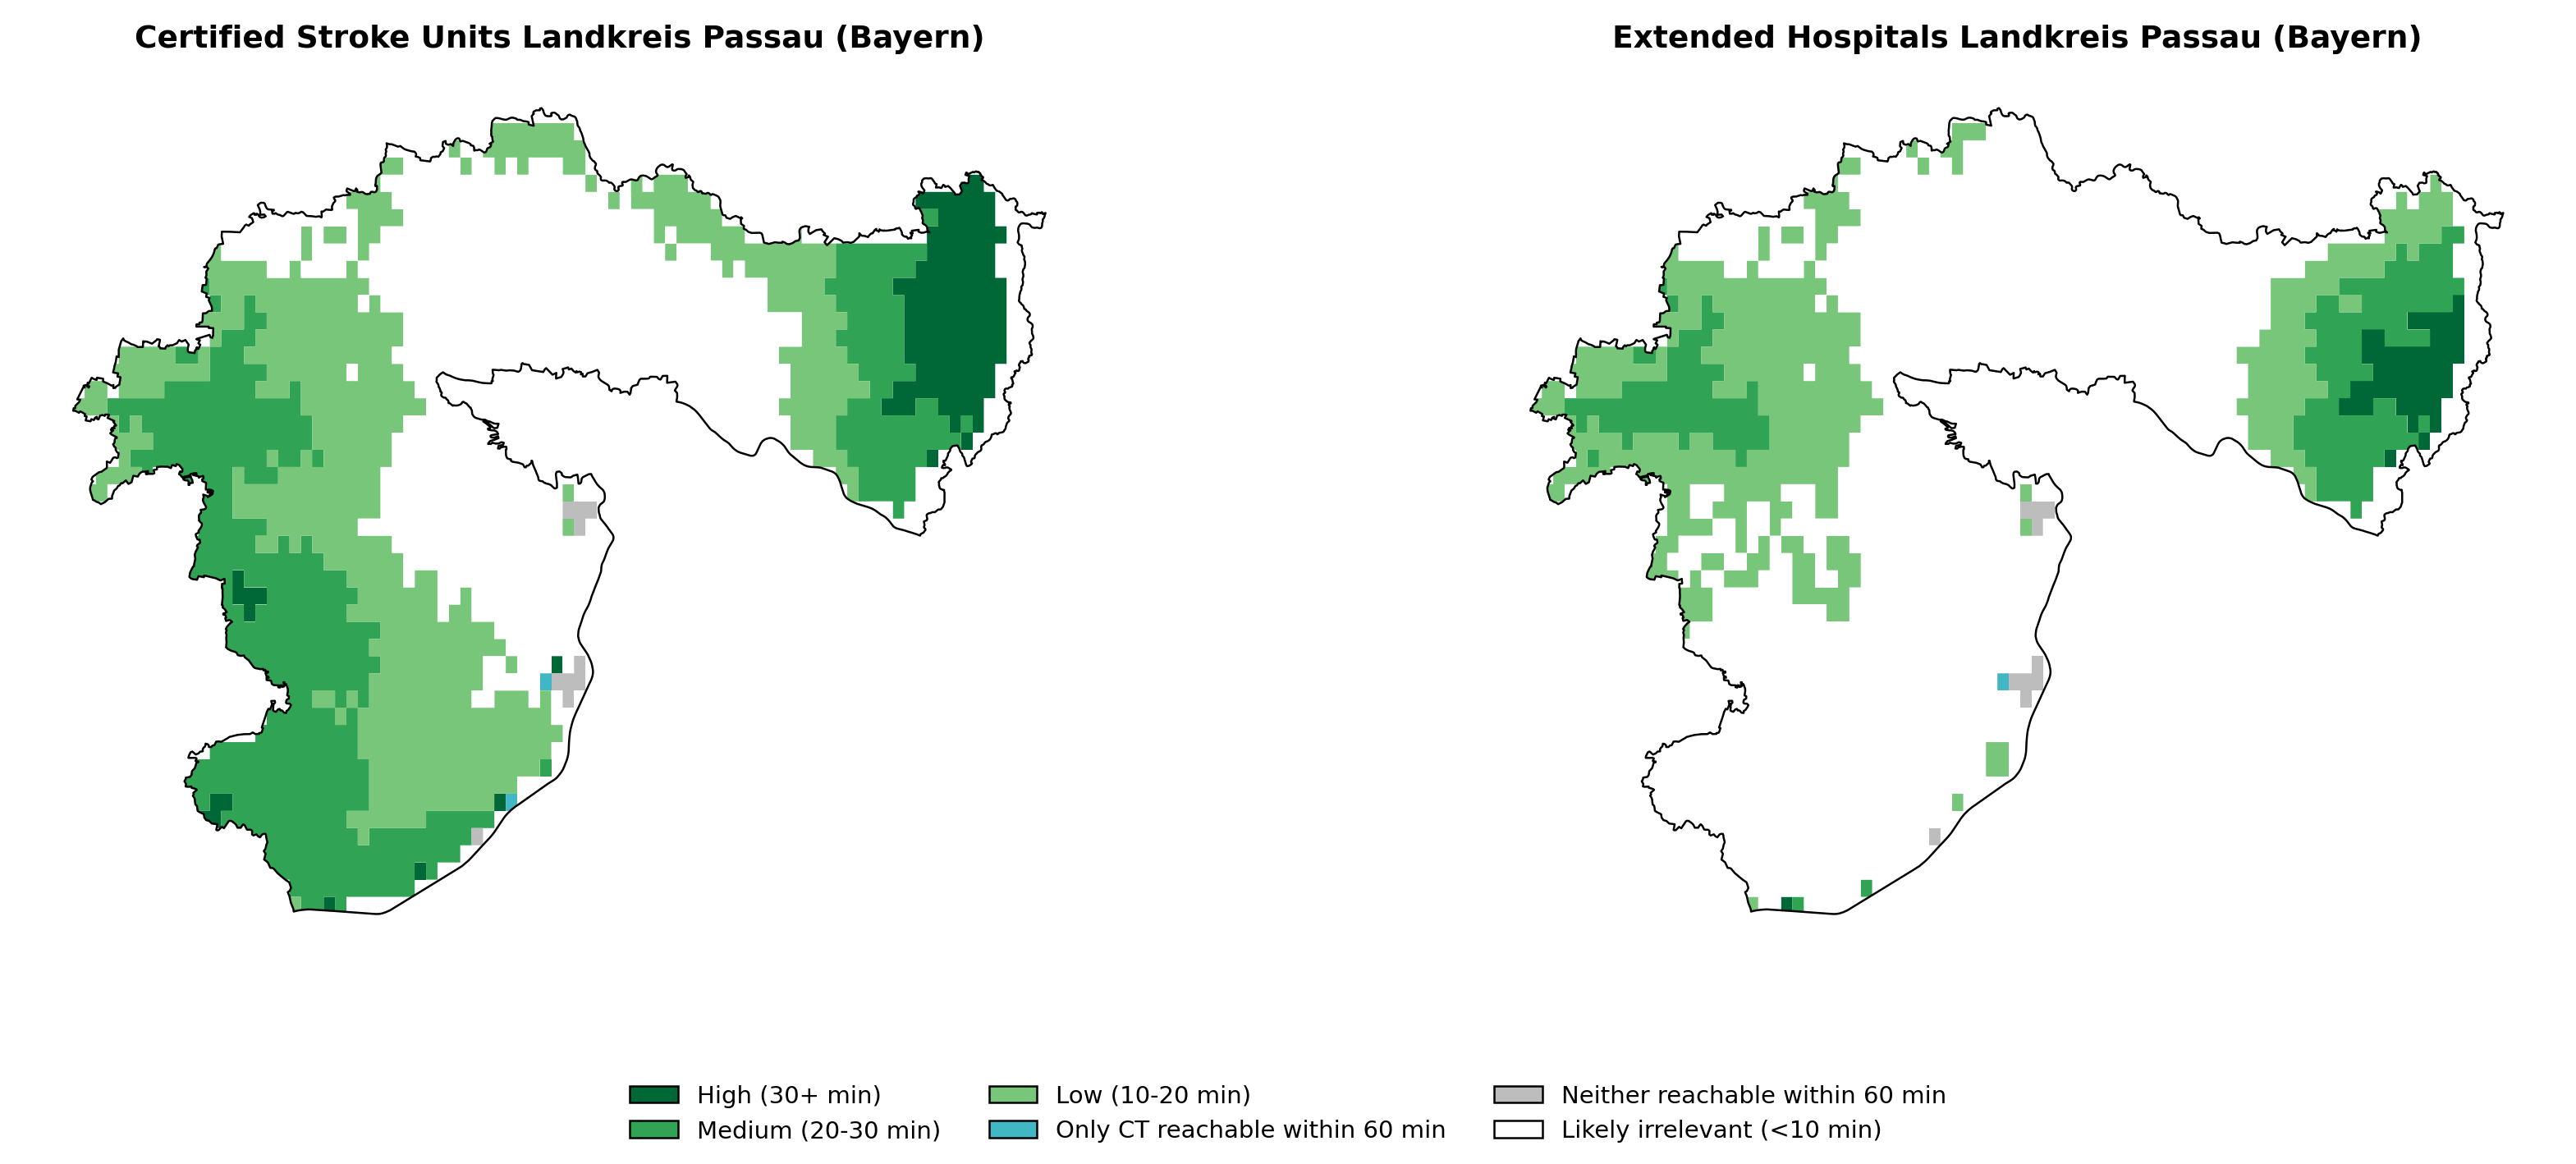 Certified Stroke Units Landkreis Passau (Bayern)
Extended Hospitals Landkreis Passau (Bayern)
High (30+ min)
Medium (20-30 min)
Low (10-20 min)
Only CT reachable within 60 min
Neither reachable within 60 min
Likely irrelevant (<10 min)